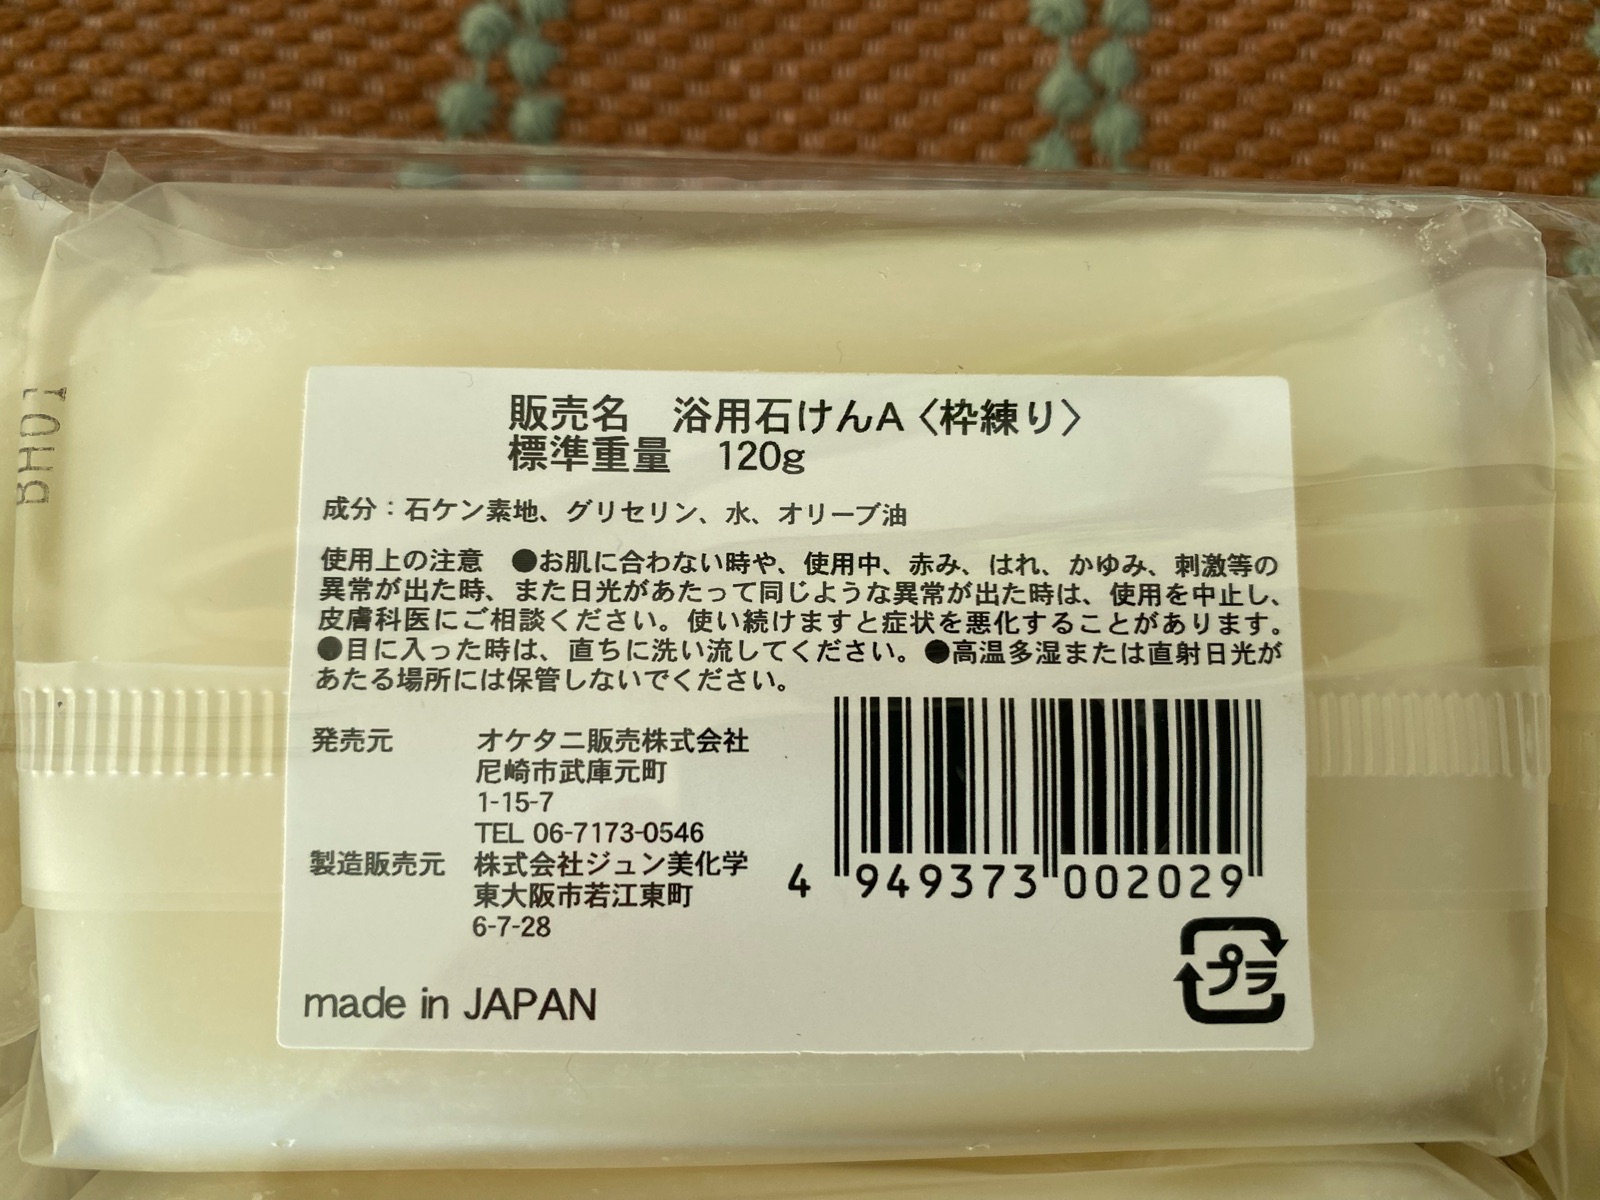 販売名　浴用石けんA〈枠練り〉
標準重量　120g
成分：石ケン素地、グリセリン、水、オリーブ油
使用上の注意　●お肌に合わない時や、使用中、赤み、はれ、かゆみ、刺激等の
異常が出た時、また日光があたって同じような異常が出た時は、使用を中止し、
皮膚科医にご相談ください。使い続けますと症状を悪化することがあります。
●目に入った時は、直ちに洗い流してください。●高温多湿または直射日光が
あたる場所には保管しないでください。
発売元　オケタニ販売株式会社
尼崎市武庫元町
1-15-7
TEL 06-7173-0546
製造販売元　株式会社ジュン美化学
東大阪市若江東町
6-7-28
4 949373 002029
プラ
made in JAPAN